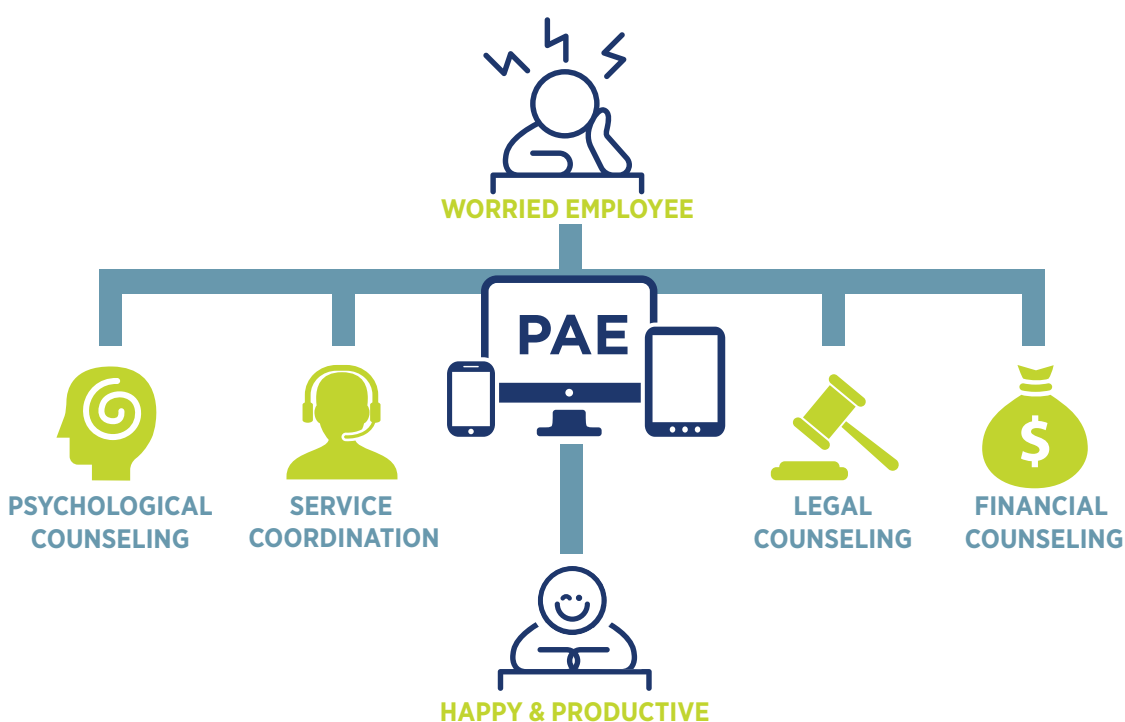 WORRIED EMPLOYEE
PAE
PSYCHOLOGICAL
COUNSELING
SERVICE
COORDINATION
$
LEGAL
COUNSELING
FINANCIAL
COUNSELING
HAPPY & PRODUCTIVE